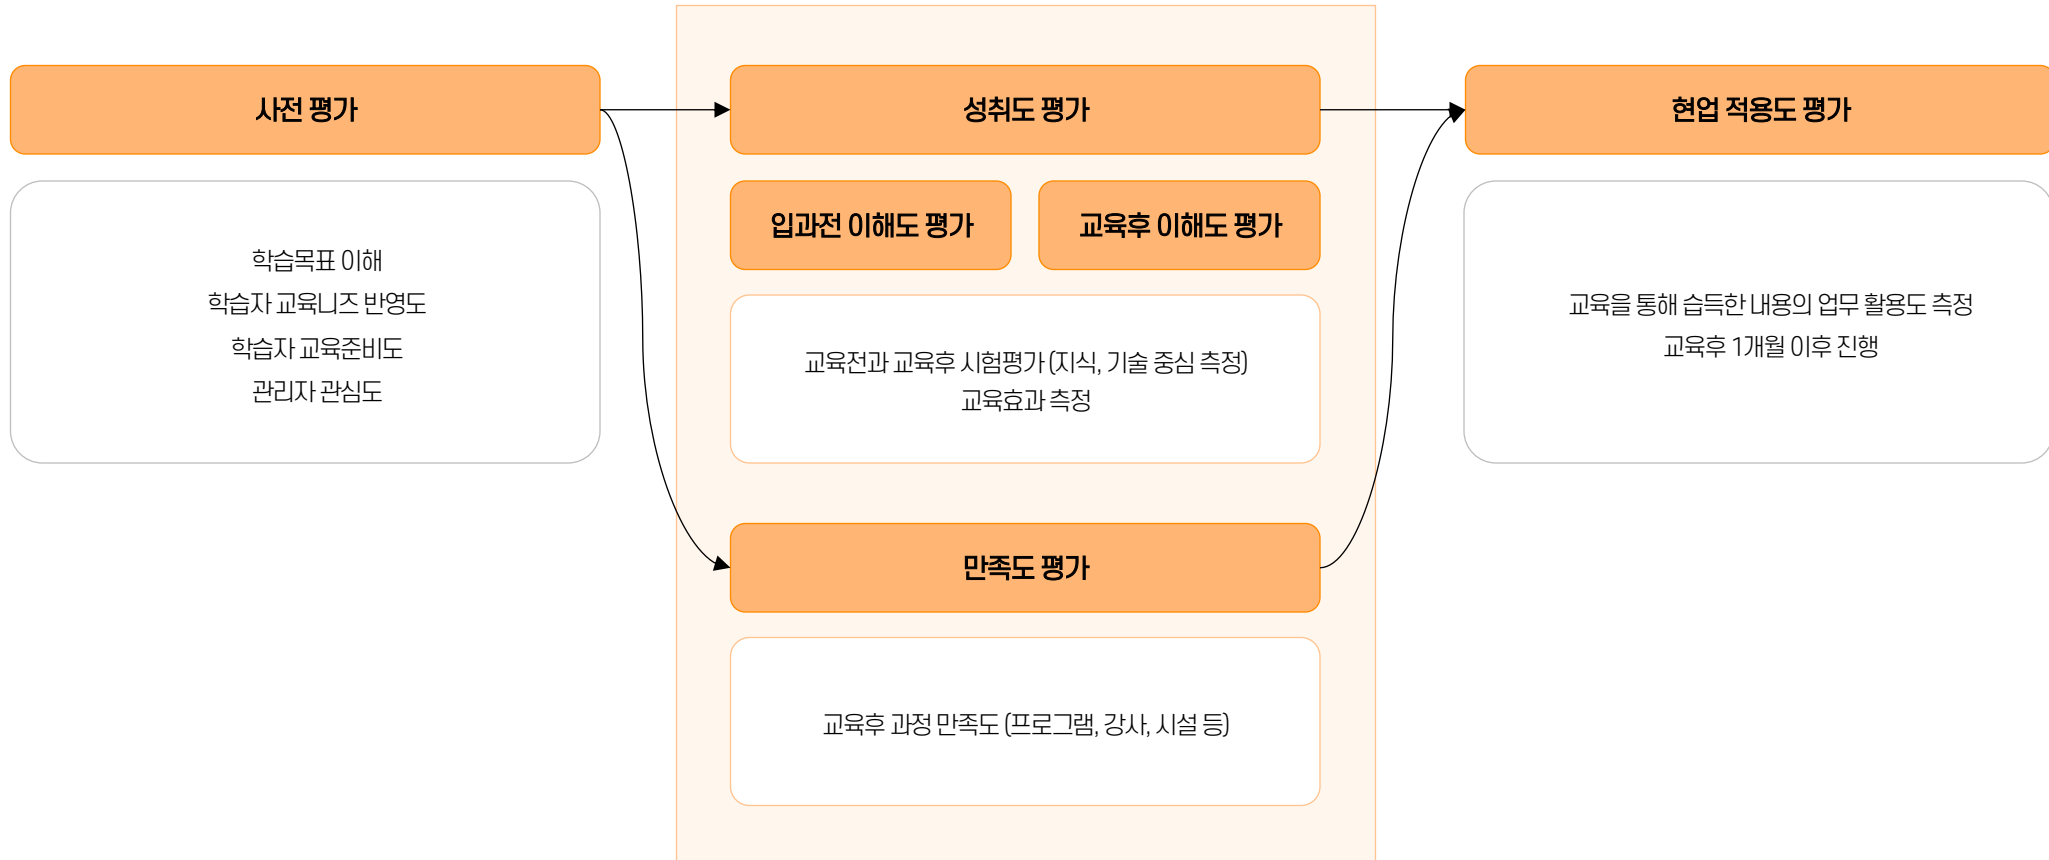 사전 평가
학습목표 이해
학습자 교육니즈 반영도
학습자 교육준비도
관리자 관심도
성취도 평가
입과전 이해도 평가
교육후 이해도 평가
교육전과 교육후 시험평가 (지식, 기술 중심 측정)
교육효과 측정
만족도 평가
교육후 과정 만족도 (프로그램, 강사, 시설 등)
현업 적용도 평가
교육을 통해 습득한 내용의 업무 활용도 측정
교육후 1개월 이후 진행